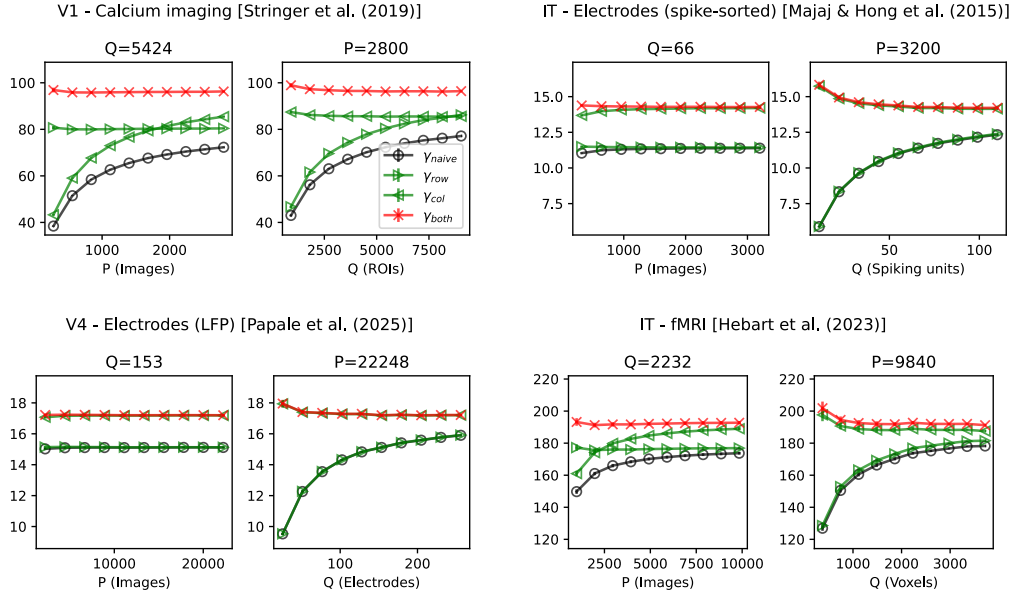 V1 - Calcium imaging [Stringer et al. (2019)]
IT - Electrodes (spike-sorted) [Majaj & Hong et al. (2015)]
Q=5424
P=2800
Q=66
P=3200
100
80
60
40
1000
2000
P (Images)
100
80
60
40
2500
5000
7500
Q (ROIs)
γnaive
γrow
γcol
γboth
15.0
12.5
10.0
7.5
1000
2000
3000
P (Images)
15.0
12.5
10.0
7.5
50
100
Q (Spiking units)
V4 - Electrodes (LFP) [Papale et al. (2025)]
IT - fMRI [Hebart et al. (2023)]
Q=153
P=22248
Q=2232
P=9840
18
16
14
12
10
10000
20000
P (Images)
18
16
14
12
10
100
200
Q (Electrodes)
220
200
180
160
140
120
2500
5000
7500
10000
P (Images)
220
200
180
160
140
120
1000
2000
3000
Q (Voxels)